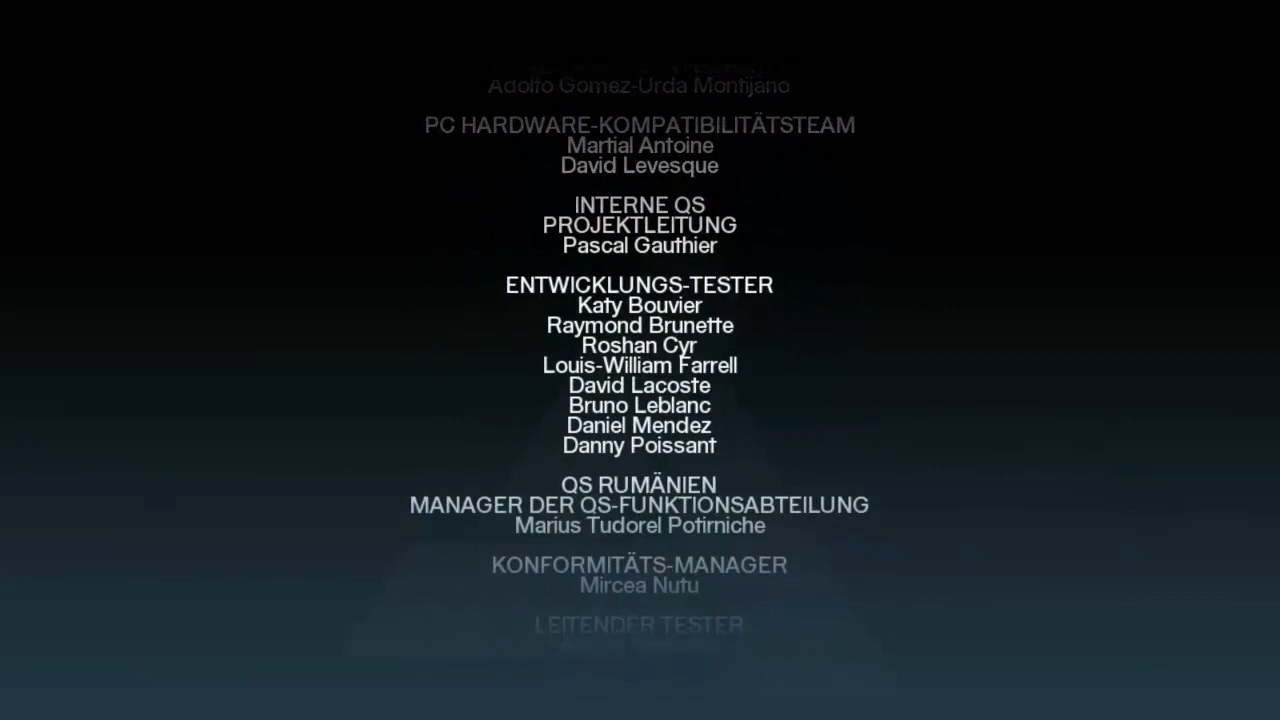 Adolfo Gomez-Urda Montijano
PC HARDWARE-KOMPATIBILITÄTSTEAM
Martial Antoine
David Levesque
INTERNE QS
PROJEKTLEITUNG
Pascal Gauthier
ENTWICKLUNGS-TESTER
Katy Bouvier
Raymond Brunette
Roshan Cyr
Louis-William Farrell
David Lacoste
Bruno Leblanc
Daniel Mendez
Danny Poissant
QS RUMÄNIEN
MANAGER DER QS-FUNKTIONSABTEILUNG
Marius Tudorel Potirniche
KONFORMITÄTS-MANAGER
Mircea Nutu
LEITENDER TESTER